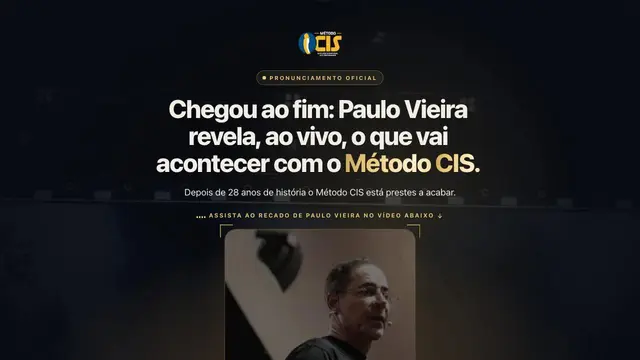 MÉTODO
CIS
PRONUNCIAMENTO OFICIAL
Chegou ao fim: Paulo Vieira
revela, ao vivo, o que vai
acontecer com o Método CIS.
Depois de 28 anos de história o Método CIS está prestes a acabar.
ASSISTA AO RECADO DE PAULO VIEIRA NO VÍDEO ABAIXO ↓